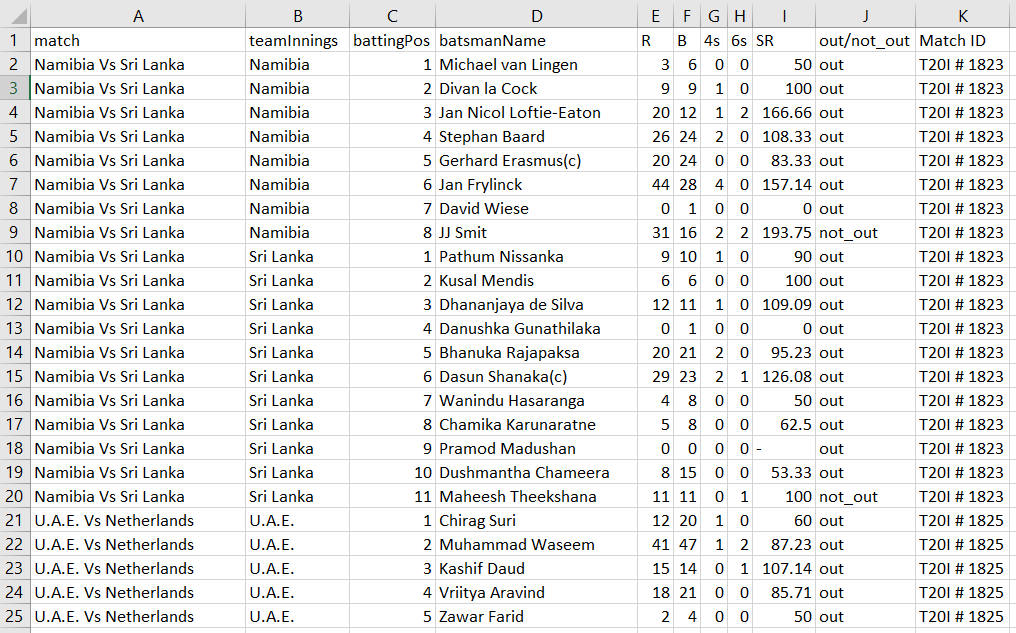 A B C D E F G H I J K
1 match teamInnings battingPos batsmanName R B 4s 6s SR out/not_out Match ID
2 Namibia Vs Sri Lanka Namibia 1 Michael van Lingen 3 6 0 0 50 out T20I # 1823
3 Namibia Vs Sri Lanka Namibia 2 Divan la Cock 9 9 1 0 100 out T20I # 1823
4 Namibia Vs Sri Lanka Namibia 3 Jan Nicol Loftie-Eaton 20 12 1 2 166.66 out T20I # 1823
5 Namibia Vs Sri Lanka Namibia 4 Stephan Baard 26 24 2 0 108.33 out T20I # 1823
6 Namibia Vs Sri Lanka Namibia 5 Gerhard Erasmus(c) 20 24 0 0 83.33 out T20I # 1823
7 Namibia Vs Sri Lanka Namibia 6 Jan Frylinck 44 28 4 0 157.14 out T20I # 1823
8 Namibia Vs Sri Lanka Namibia 7 David Wiese 0 1 0 0 0 out T20I # 1823
9 Namibia Vs Sri Lanka Namibia 8 JJ Smit 31 16 2 2 193.75 not_out T20I # 1823
10 Namibia Vs Sri Lanka Sri Lanka 1 Pathum Nissanka 9 10 1 0 90 out T20I # 1823
11 Namibia Vs Sri Lanka Sri Lanka 2 Kusal Mendis 6 6 0 0 100 out T20I # 1823
12 Namibia Vs Sri Lanka Sri Lanka 3 Dhananjaya de Silva 12 11 1 0 109.09 out T20I # 1823
13 Namibia Vs Sri Lanka Sri Lanka 4 Danushka Gunathilaka 0 1 0 0 0 out T20I # 1823
14 Namibia Vs Sri Lanka Sri Lanka 5 Bhanuka Rajapaksa 20 21 2 0 95.23 out T20I # 1823
15 Namibia Vs Sri Lanka Sri Lanka 6 Dasun Shanaka(c) 29 23 2 1 126.08 out T20I # 1823
16 Namibia Vs Sri Lanka Sri Lanka 7 Wanindu Hasaranga 4 8 0 0 50 out T20I # 1823
17 Namibia Vs Sri Lanka Sri Lanka 8 Chamika Karunaratne 5 8 0 0 62.5 out T20I # 1823
18 Namibia Vs Sri Lanka Sri Lanka 9 Pramod Madushan 0 0 0 0 - out T20I # 1823
19 Namibia Vs Sri Lanka Sri Lanka 10 Dushmantha Chameera 8 15 0 0 53.33 out T20I # 1823
20 Namibia Vs Sri Lanka Sri Lanka 11 Maheesh Theekshana 11 11 0 1 100 not_out T20I # 1823
21 U.A.E. Vs Netherlands U.A.E. 1 Chirag Suri 12 20 1 0 60 out T20I # 1825
22 U.A.E. Vs Netherlands U.A.E. 2 Muhammad Waseem 41 47 1 2 87.23 out T20I # 1825
23 U.A.E. Vs Netherlands U.A.E. 3 Kashif Daud 15 14 0 1 107.14 out T20I # 1825
24 U.A.E. Vs Netherlands U.A.E. 4 Vriitya Aravind 18 21 0 0 85.71 out T20I # 1825
25 U.A.E. Vs Netherlands U.A.E. 5 Zawar Farid 2 4 0 0 50 out T20I # 1825